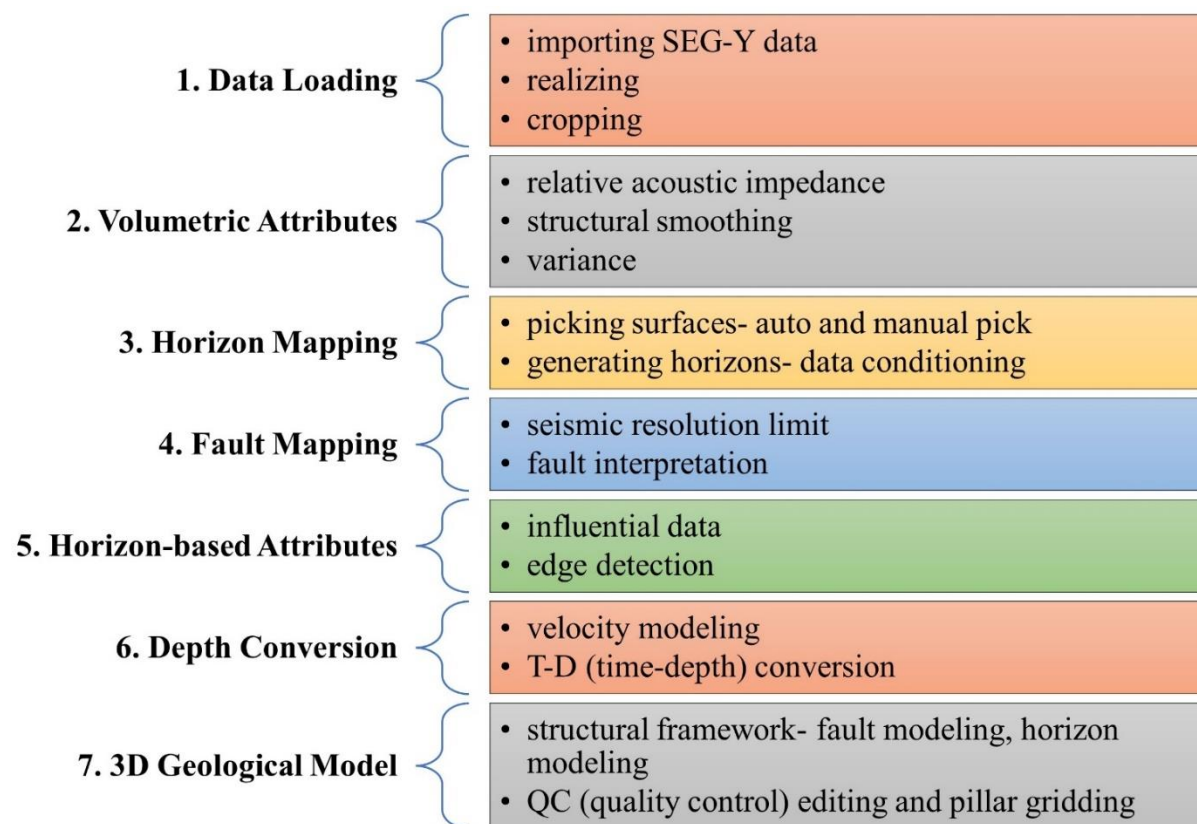 1. Data Loading
• importing SEG-Y data
• realizing
• cropping
2. Volumetric Attributes
• relative acoustic impedance
• structural smoothing
• variance
3. Horizon Mapping
• picking surfaces- auto and manual pick
• generating horizons- data conditioning
4. Fault Mapping
• seismic resolution limit
• fault interpretation
5. Horizon-based Attributes
• influential data
• edge detection
6. Depth Conversion
• velocity modeling
• T-D (time-depth) conversion
7. 3D Geological Model
• structural framework- fault modeling, horizon
modeling
• QC (quality control) editing and pillar gridding